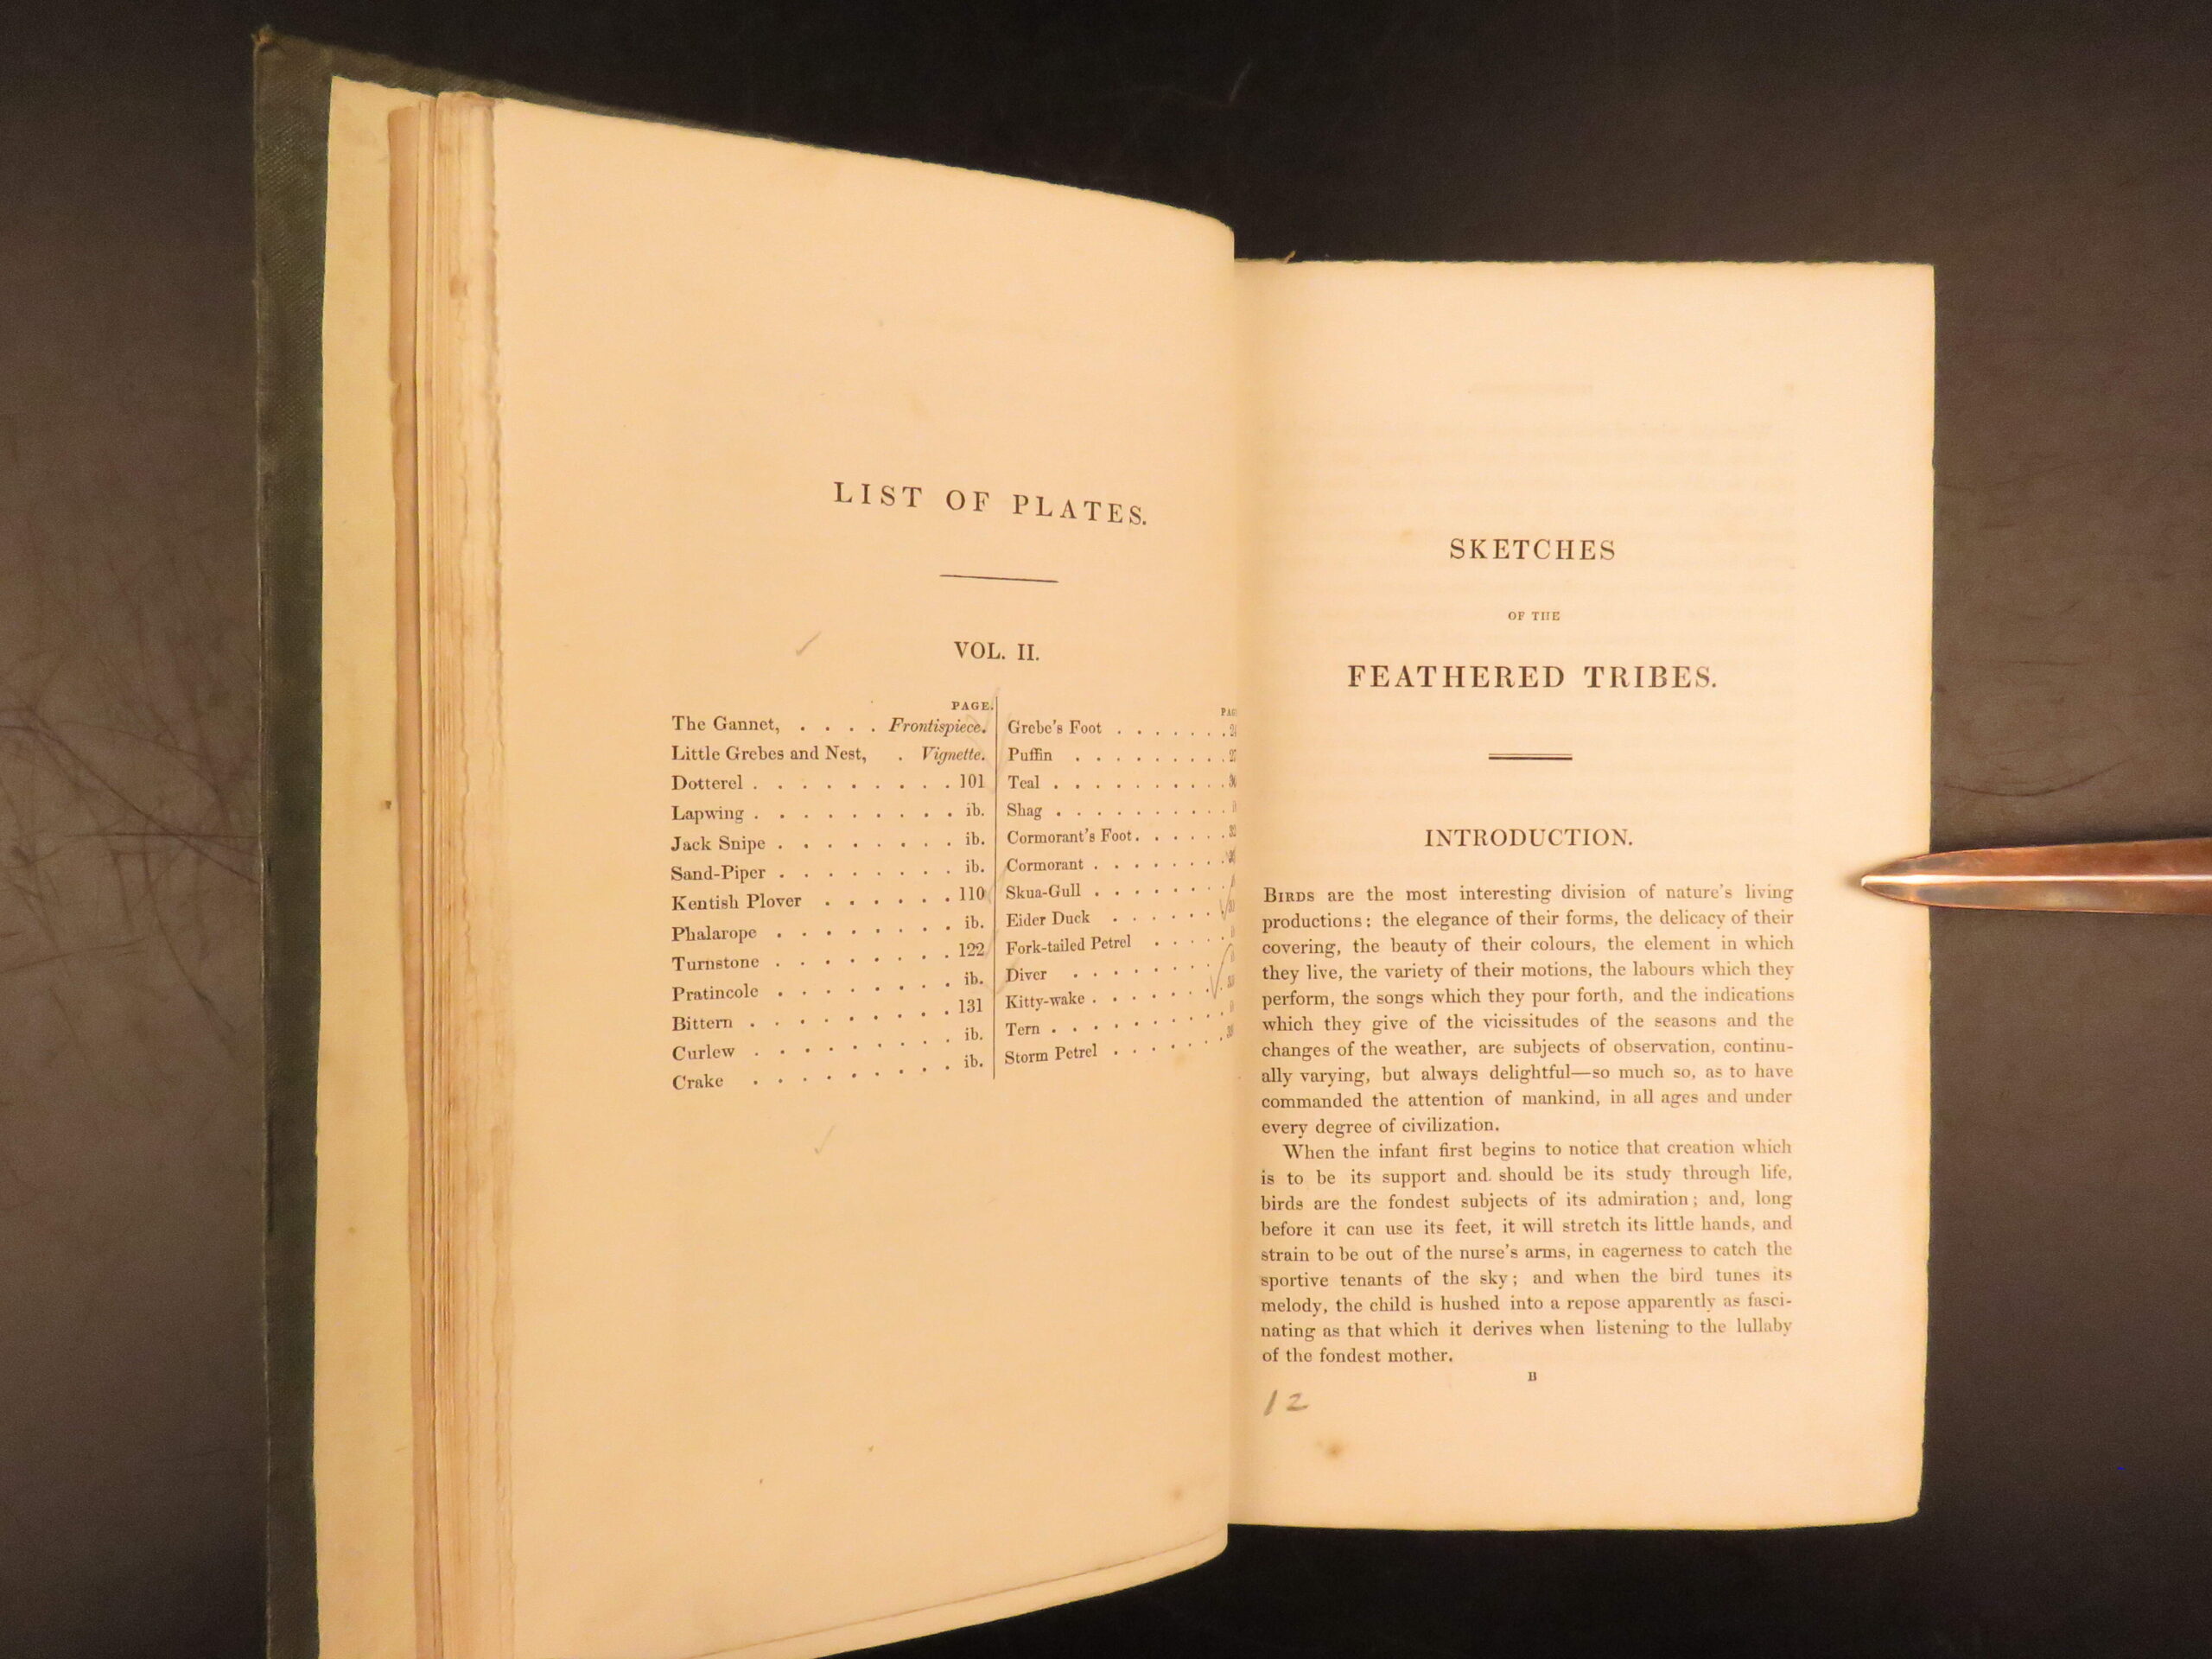 LIST OF PLATES.
VOL. II.
PAGE.
The Gannet, . . . . Frontispiece.
Little Grebes and Nest, . Vignette.
Dotterel . . . . . . . . . 101
Lapwing . . . . . . . . . ib.
Jack Snipe . . . . . . . . ib.
Sand-Piper . . . . . . . . ib.
Kentish Plover . . . . . . 110
Phalarope . . . . . . . . ib.
Turnstone . . . . . . . . 122
Pratincole . . . . . . . . ib.
Bittern . . . . . . . . . 131
Curlew . . . . . . . . . ib.
Crake . . . . . . . . . ib.
Grebe's Foot . . . . . . .
Puffin . . . . . . . . .
Teal . . . . . . . . . .
Shag . . . . . . . . . .
Cormorant's Foot. . . . . .
Cormorant . . . . . . . .
Skua-Gull . . . . . . . .
Eider Duck . . . . . . .
Fork-tailed Petrel . . . . .
Diver . . . . . . . .
Kitty-wake . . . . . . .
Tern . . . . . . . . . .
Storm Petrel . . . . . . .
SKETCHES
OF THE
FEATHERED TRIBES.
INTRODUCTION.
BIRDS are the most interesting division of nature's living
productions: the elegance of their forms, the delicacy of their
covering, the beauty of their colours, the element in which
they live, the variety of their motions, the labours which they
perform, the songs which they pour forth, and the indications
which they give of the vicissitudes of the seasons and the
changes of the weather, are subjects of observation, continu-
ally varying, but always delightful—so much so, as to have
commanded the attention of mankind, in all ages and under
every degree of civilization.
When the infant first begins to notice that creation which
is to be its support and should be its study through life,
birds are the fondest subjects of its admiration; and, long
before it can use its feet, it will stretch its little hands, and
strain to be out of the nurse's arms, in eagerness to catch the
sportive tenants of the sky; and when the bird tunes its
melody, the child is hushed into a repose apparently as fasci-
nating as that which it derives when listening to the lullaby
of the fondest mother.
B
12